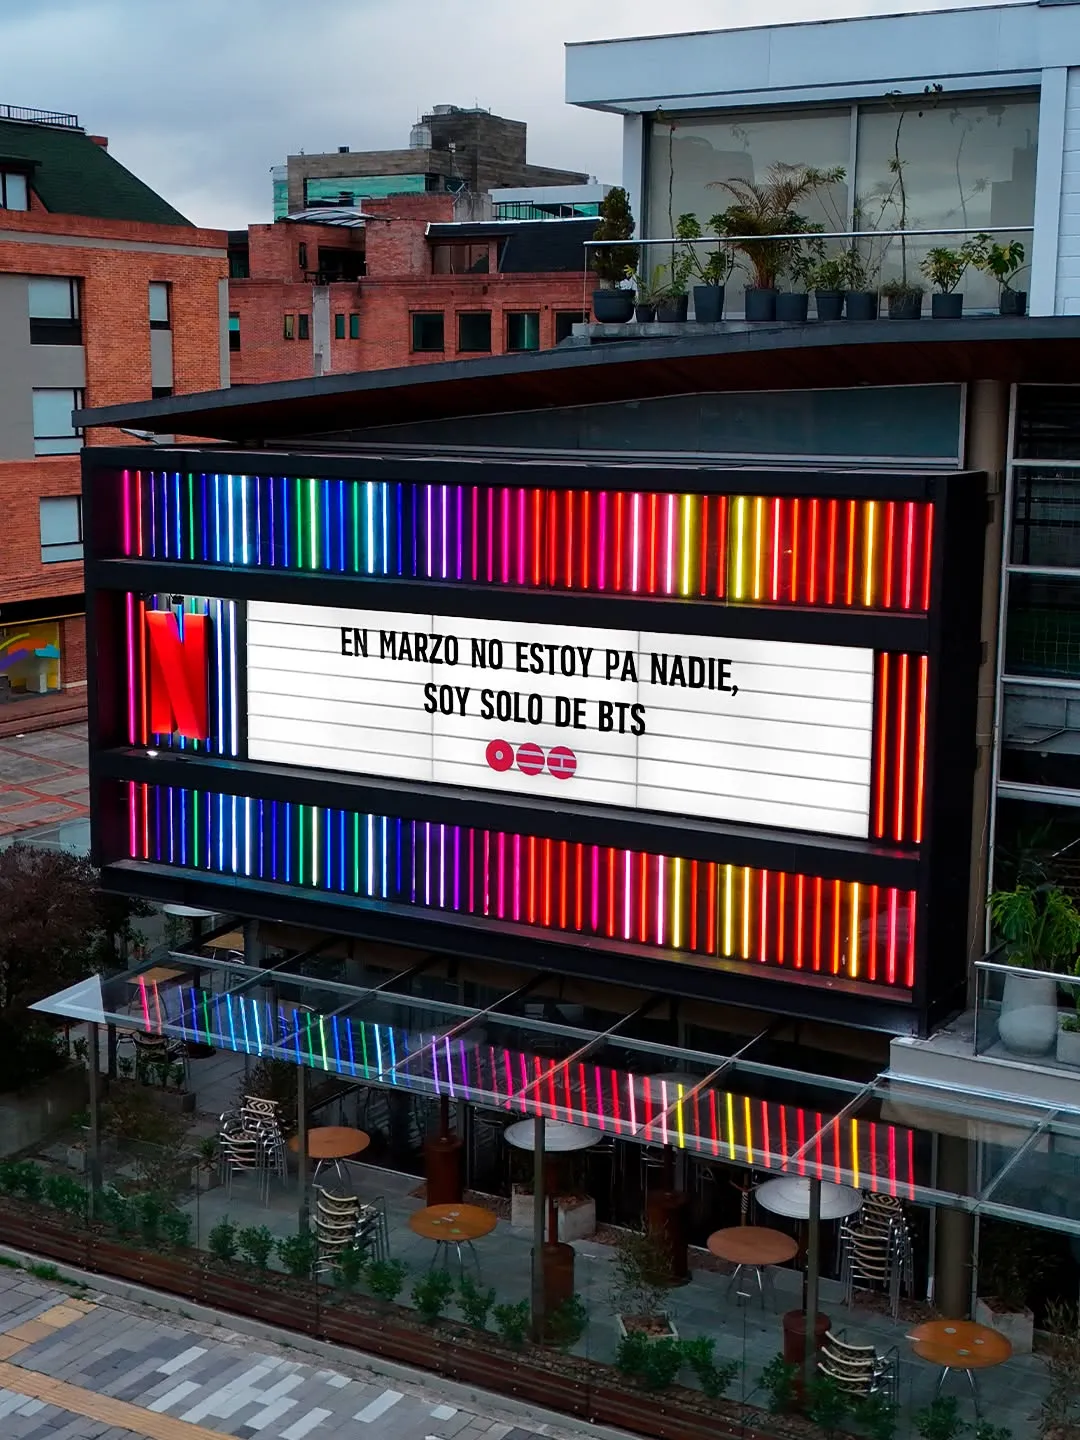 N
EN MARZO NO ESTOY PA NADIE,
SOY SOLO DE BTS